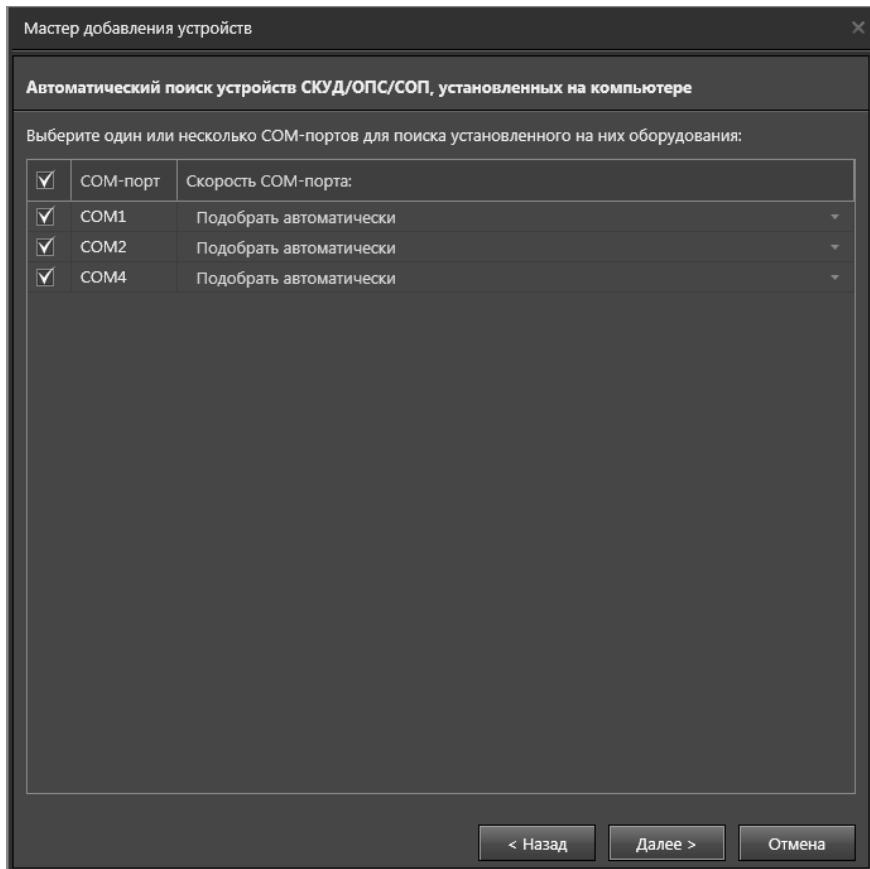 Мастер добавления устройств
Автоматический поиск устройств СКУД/ОПС/СОП, установленных на компьютере
Выберите один или несколько COM-портов для поиска установленного на них оборудования:
COM-порт Скорость COM-порта:
COM1 Подобрать автоматически
COM2 Подобрать автоматически
COM4 Подобрать автоматически
< Назад Далее > Отмена